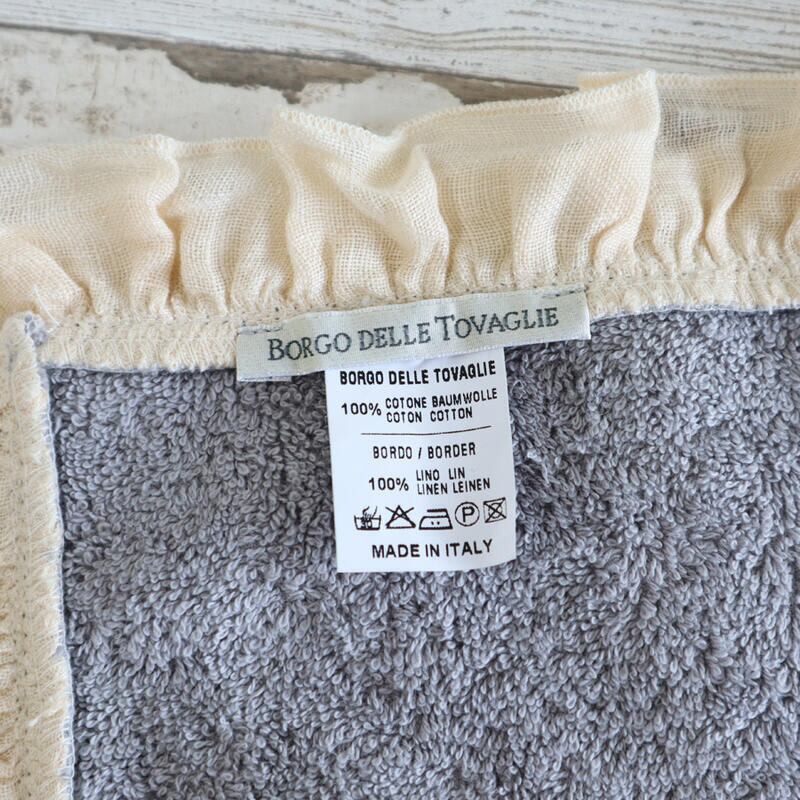 BORGO DELLE TOVAGLIE
BORGO DELLE TOVAGLIE
100% COTONE BAUMWOLLE
COTON COTTON
BORDO / BORDER
100% LINO LIN
LINEN LEINEN
P
MADE IN ITALY